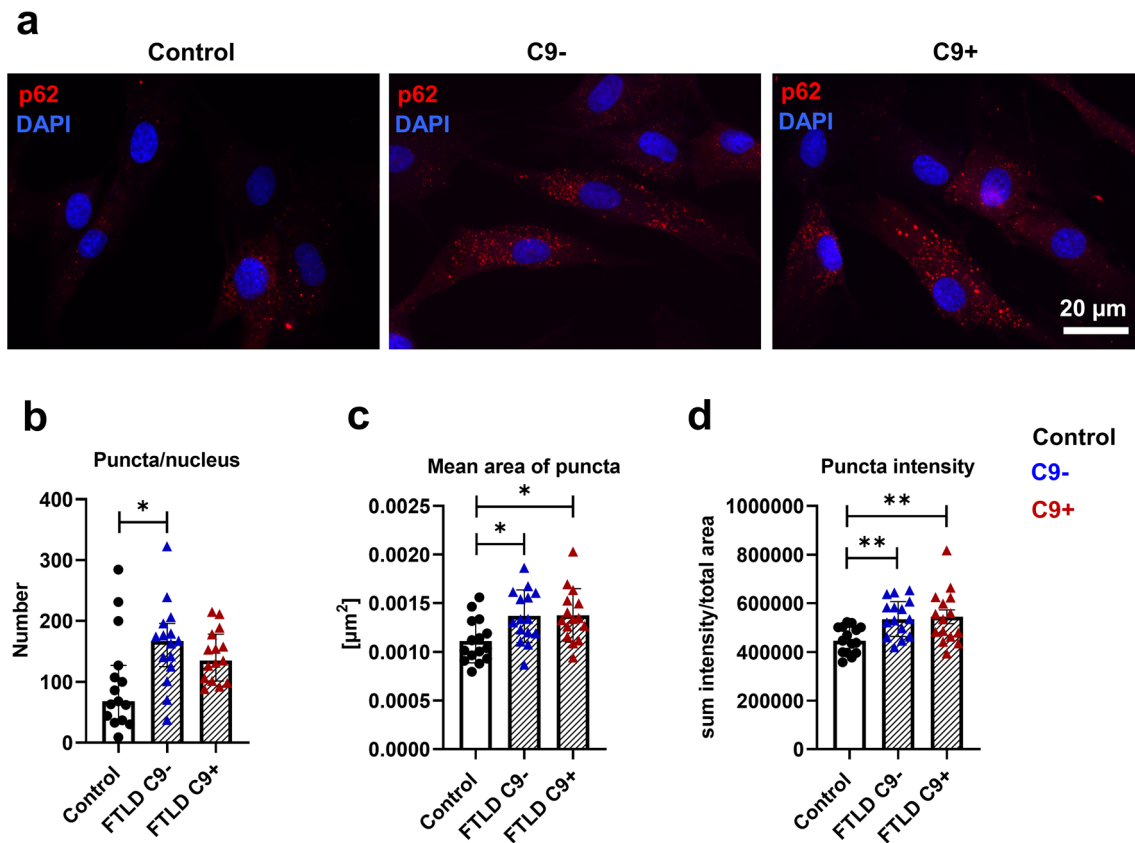 a
Control
C9-
C9+
p62
DAPI
p62
DAPI
p62
DAPI
20 µm
b
c
d
Puncta/nucleus
Mean area of puncta
Puncta intensity
Control
C9-
C9+
Number
400
300
200
100
0
*
Control
FTLD C9-
FTLD C9+
[µm²]
0.0025
0.0020
0.0015
0.0010
0.0005
0.0000
*
*
Control
FTLD C9-
FTLD C9+
sum intensity/total area
1000000
800000
600000
400000
200000
0
**
**
Control
FTLD C9-
FTLD C9+